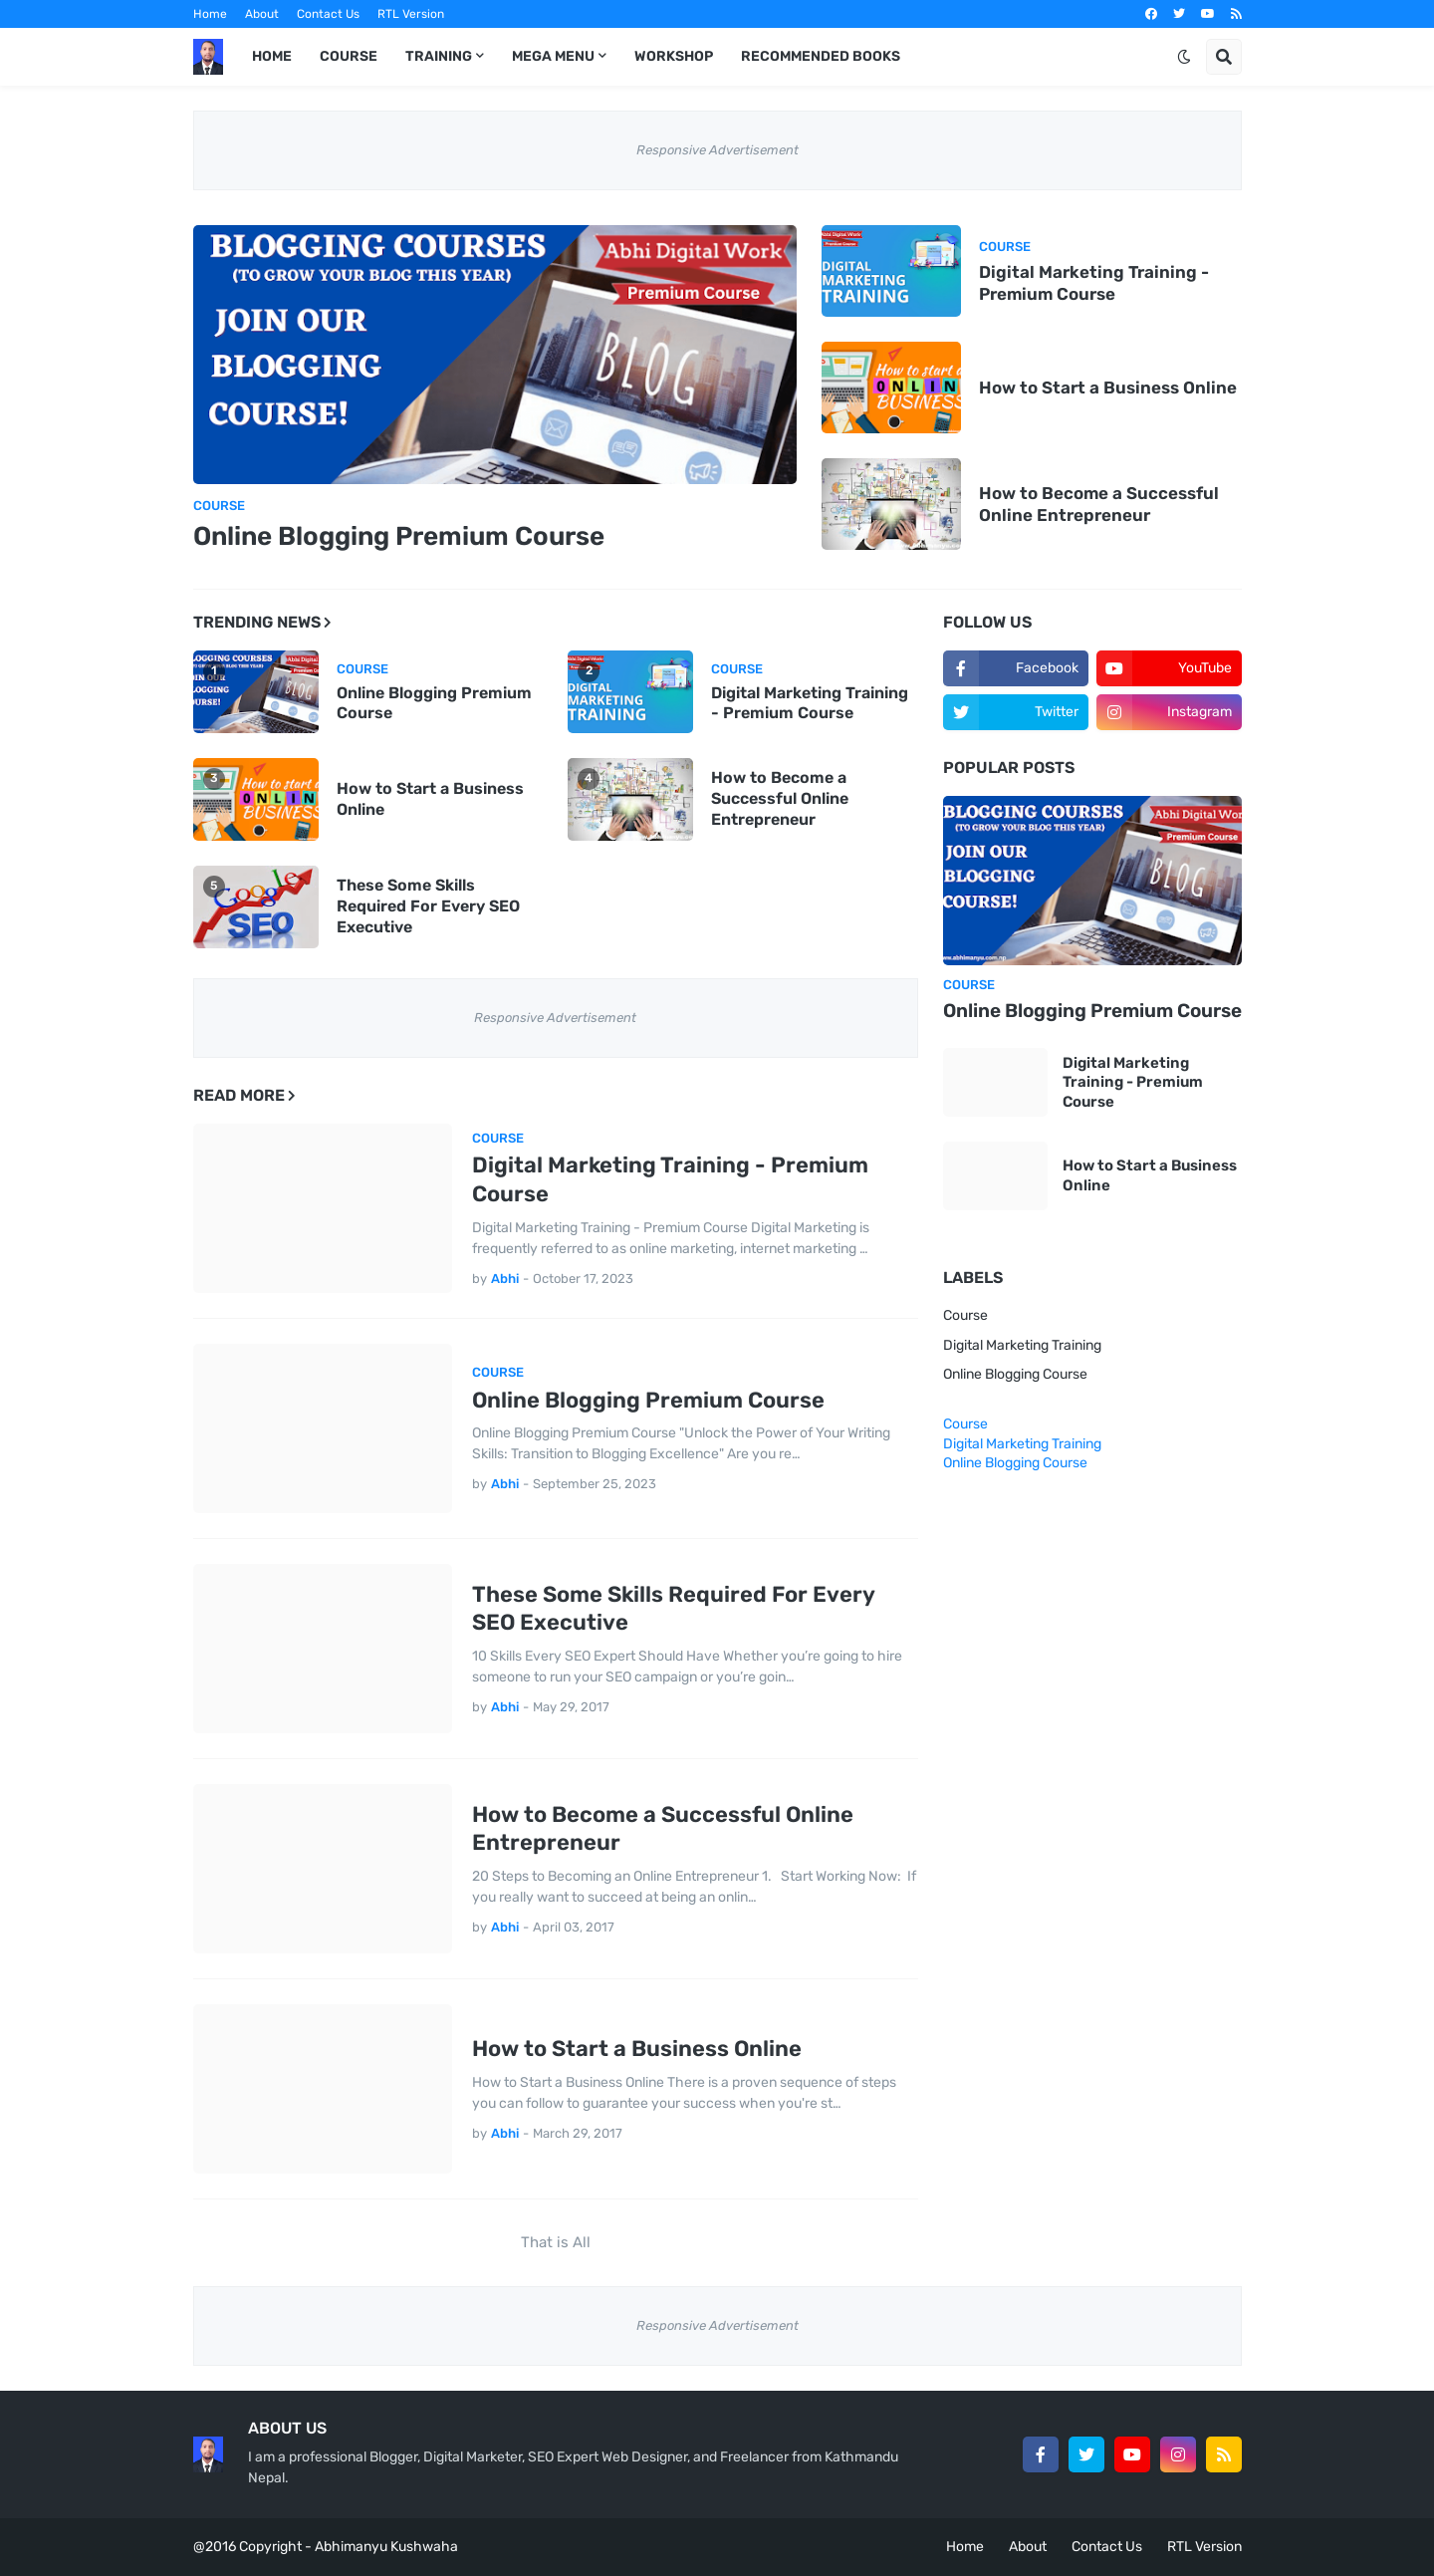 Home About Contact Us RTL Version
HOME COURSE TRAINING MEGA MENU WORKSHOP RECOMMENDED BOOKS
Responsive Advertisement
BLOGGING COURSES
(TO GROW YOUR BLOG THIS YEAR)
JOIN OUR
BLOGGING
COURSE!
Abhi Digital Work
Premium Course
BLOG
COURSE
Online Blogging Premium Course
DIGITAL
MARKETING
TRAINING
COURSE
Digital Marketing Training -
Premium Course
How to start a
ONLIN
BUSINESS
How to Start a Business Online
How to Become a Successful
Online Entrepreneur
TRENDING NEWS
1
BLOGGING COURSES
BLOG
COURSE
Online Blogging Premium
Course
2
DIGITAL
MARKETING
TRAINING
COURSE
Digital Marketing Training
- Premium Course
3
How to start a
ONLIN
BUSINESS
How to Start a Business
Online
4
How to Become a
Successful Online
Entrepreneur
5
Google
SEO
These Some Skills
Required For Every SEO
Executive
Responsive Advertisement
READ MORE
COURSE
Digital Marketing Training - Premium
Course
Digital Marketing Training - Premium Course Digital Marketing is
frequently referred to as online marketing, internet marketing …
by Abhi - October 17, 2023
COURSE
Online Blogging Premium Course
Online Blogging Premium Course "Unlock the Power of Your Writing
Skills: Transition to Blogging Excellence" Are you re…
by Abhi - September 25, 2023
These Some Skills Required For Every
SEO Executive
10 Skills Every SEO Expert Should Have Whether you’re going to hire
someone to run your SEO campaign or you’re goin…
by Abhi - May 29, 2017
How to Become a Successful Online
Entrepreneur
20 Steps to Becoming an Online Entrepreneur 1. Start Working Now: If
you really want to succeed at being an onlin…
by Abhi - April 03, 2017
How to Start a Business Online
How to Start a Business Online There is a proven sequence of steps
you can follow to guarantee your success when you're st…
by Abhi - March 29, 2017
That is All
FOLLOW US
Facebook YouTube
Twitter Instagram
POPULAR POSTS
BLOGGING COURSES
(TO GROW YOUR BLOG THIS YEAR)
JOIN OUR
BLOGGING
COURSE!
Abhi Digital Wor
Premium Course
BLOG
www.abhimanyu.com.np
COURSE
Online Blogging Premium Course
Digital Marketing
Training - Premium
Course
How to Start a Business
Online
LABELS
Course
Digital Marketing Training
Online Blogging Course
Course
Digital Marketing Training
Online Blogging Course
Responsive Advertisement
ABOUT US
I am a professional Blogger, Digital Marketer, SEO Expert Web Designer, and Freelancer from Kathmandu
Nepal.
@2016 Copyright - Abhimanyu Kushwaha
Home About Contact Us RTL Version